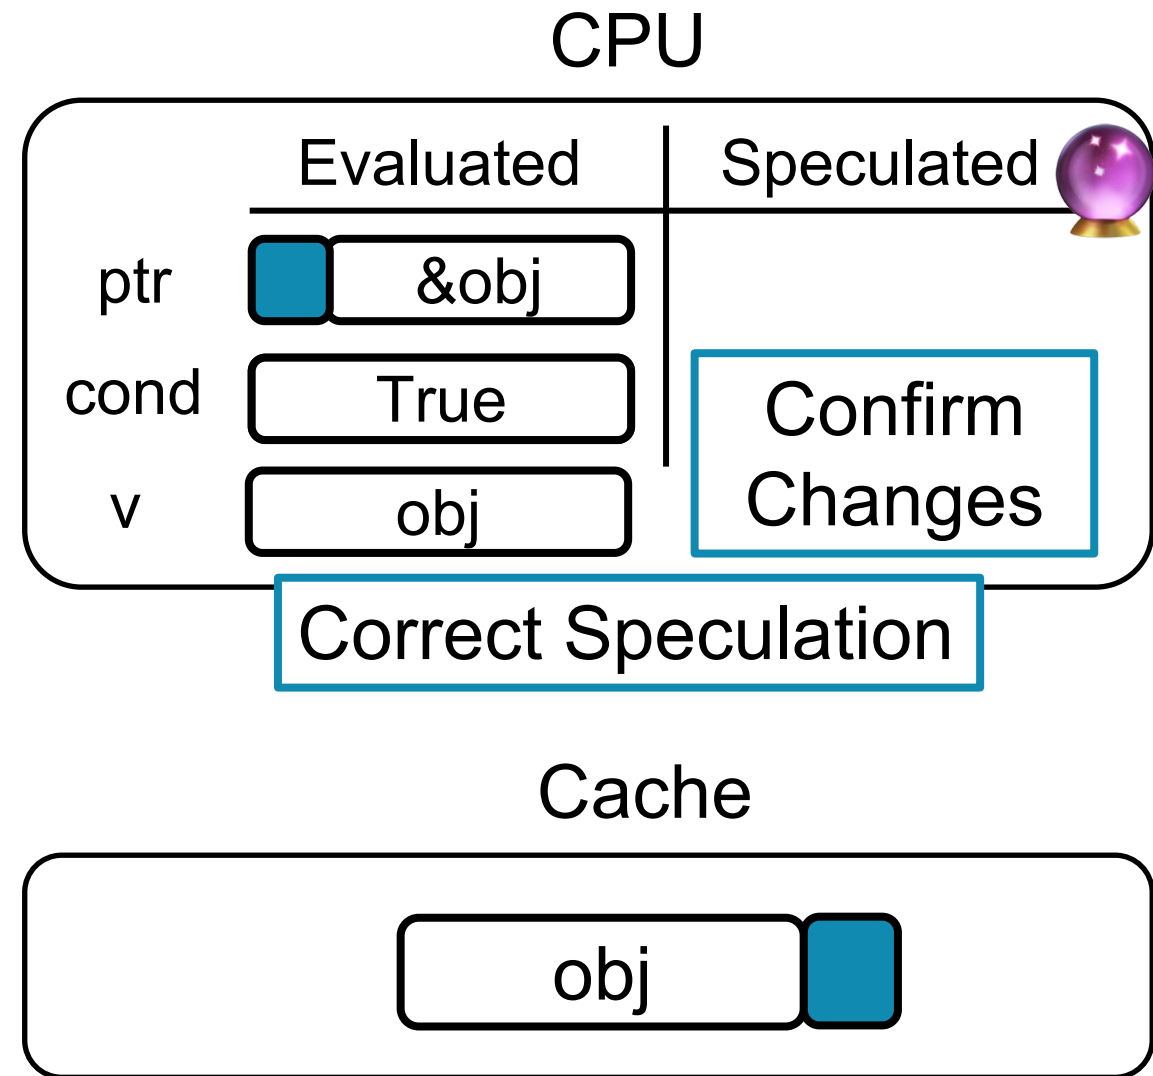 CPU
Evaluated Speculated
ptr &obj
cond True
v obj
Confirm
Changes
Correct Speculation
Cache
obj